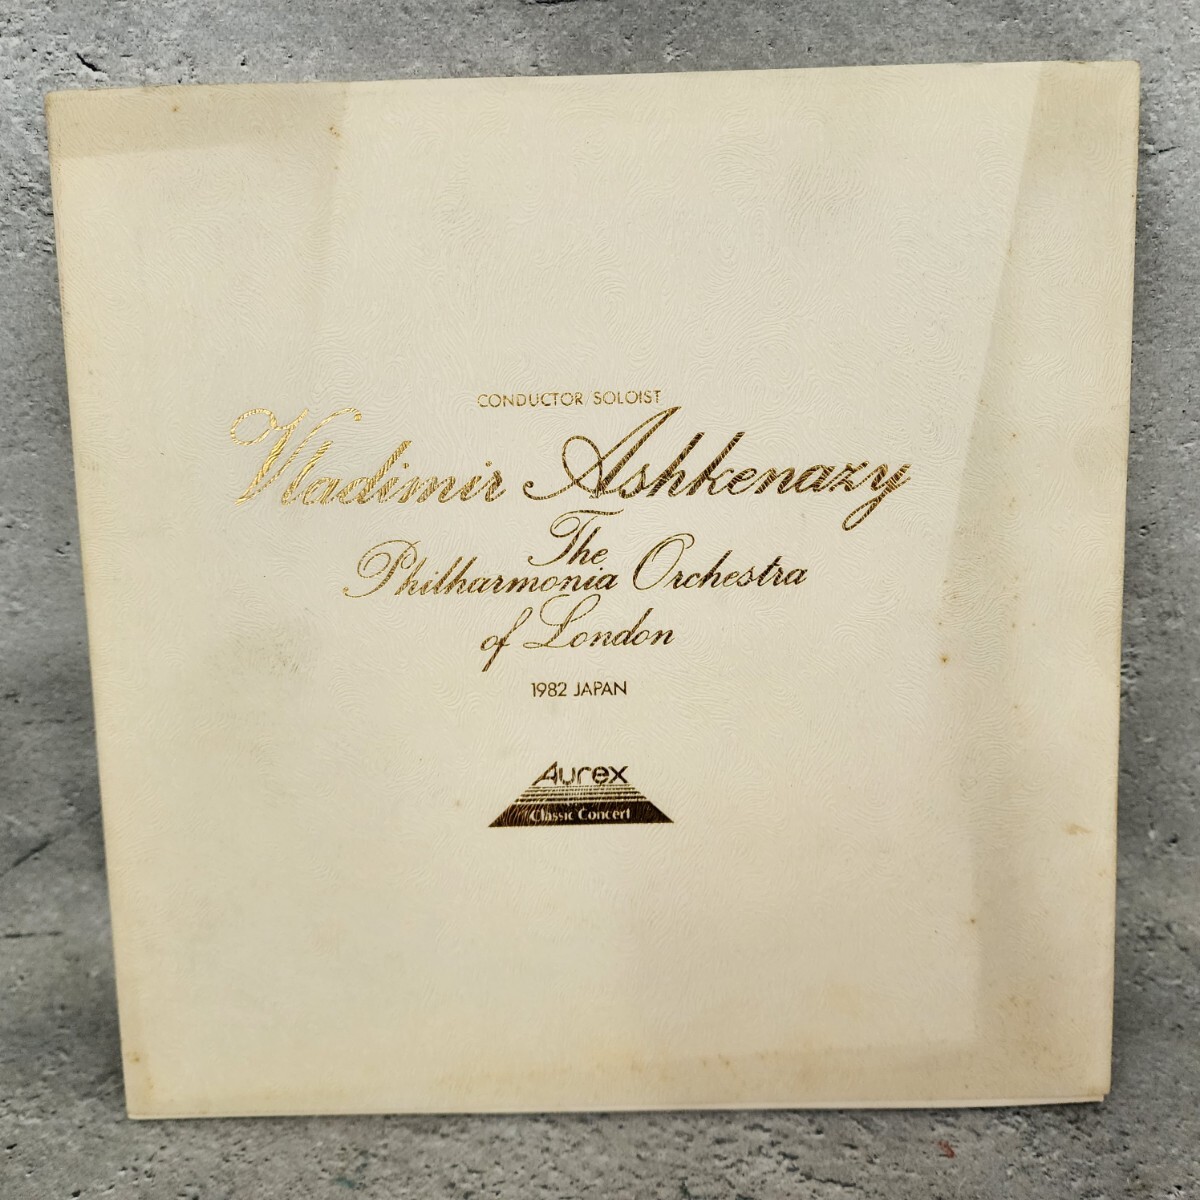 CONDUCTOR/SOLOIST
Vladimir Ashkenazy
The
Philharmonia Orchestra
of London
1982 JAPAN
Aurex
Classic Concert